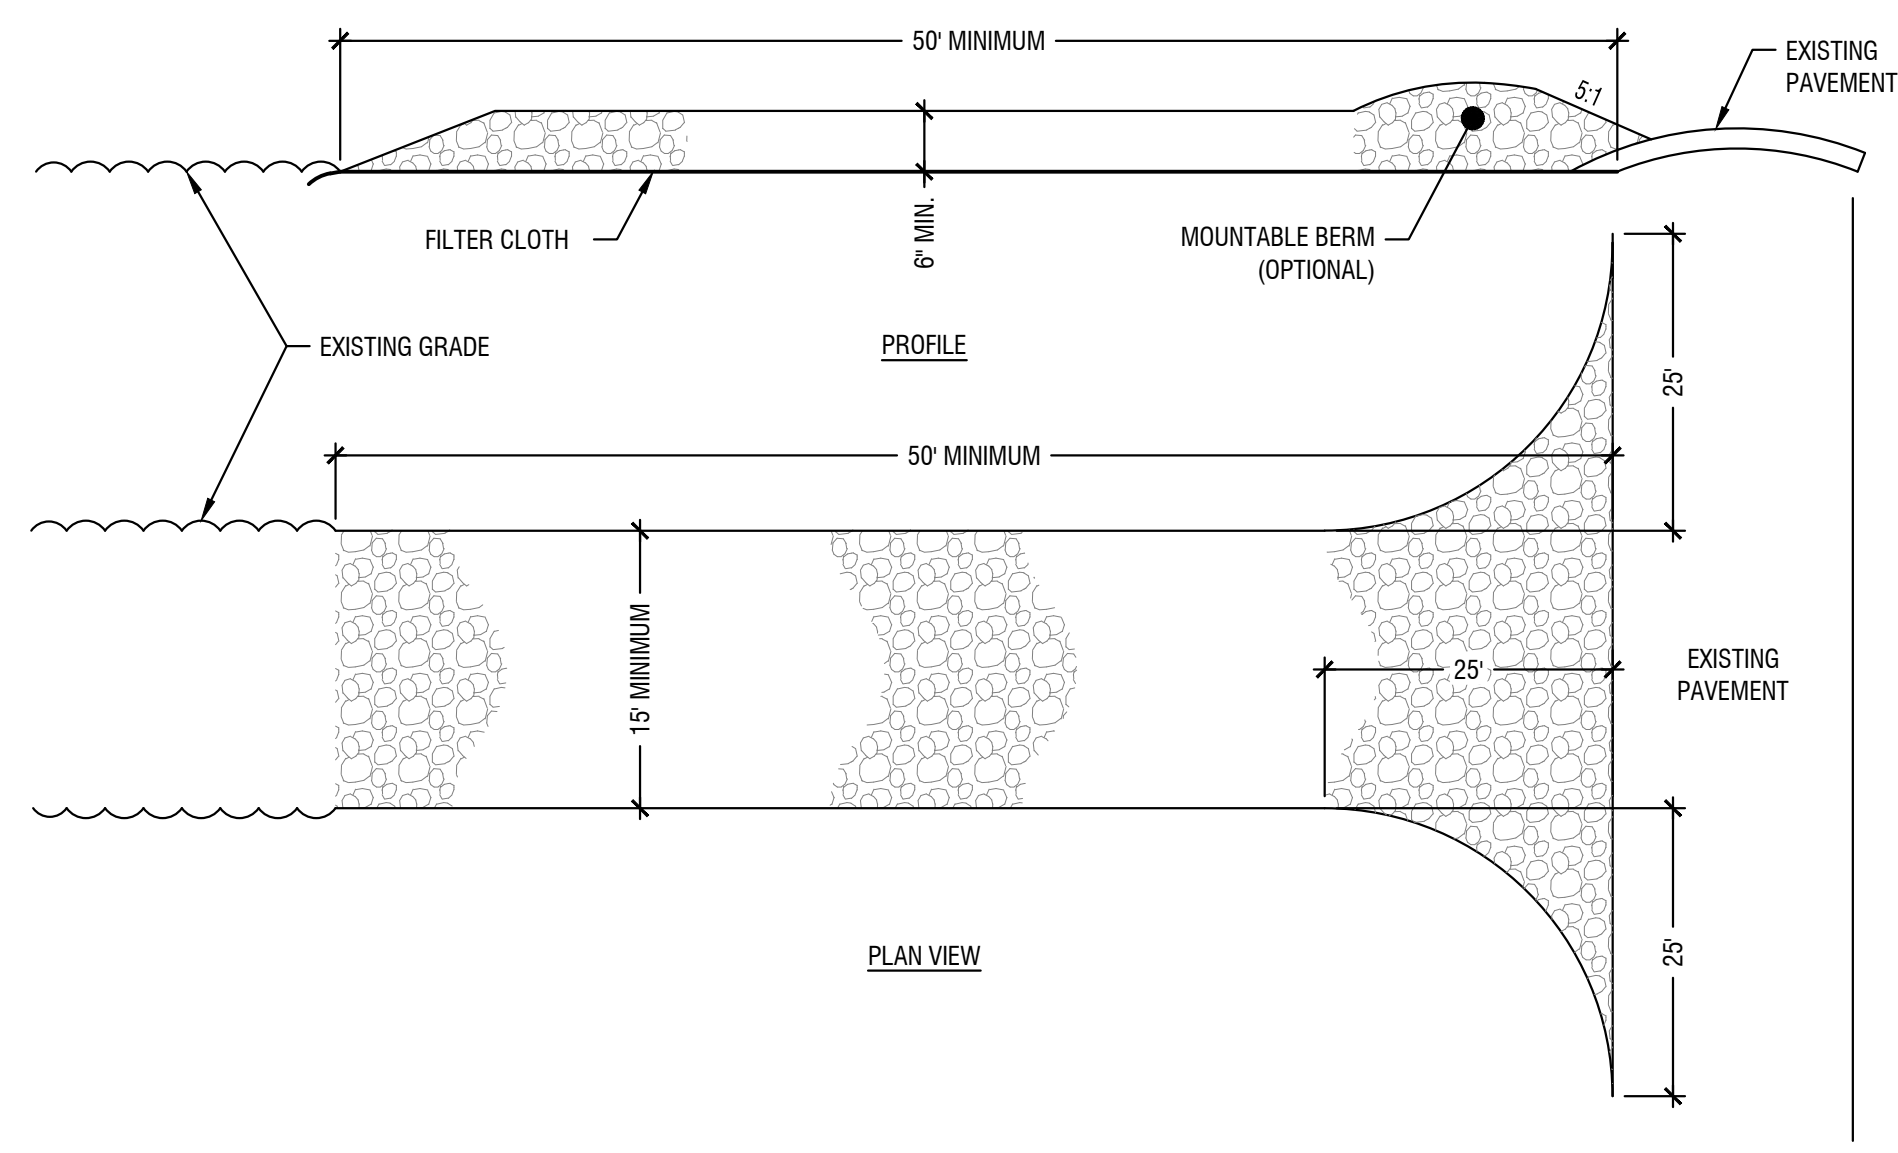 50' MINIMUM
EXISTING
PAVEMENT
5:1
6" MIN.
FILTER CLOTH
MOUNTABLE BERM
(OPTIONAL)
EXISTING GRADE
PROFILE
25'
50' MINIMUM
15' MINIMUM
25'
EXISTING
PAVEMENT
25'
PLAN VIEW